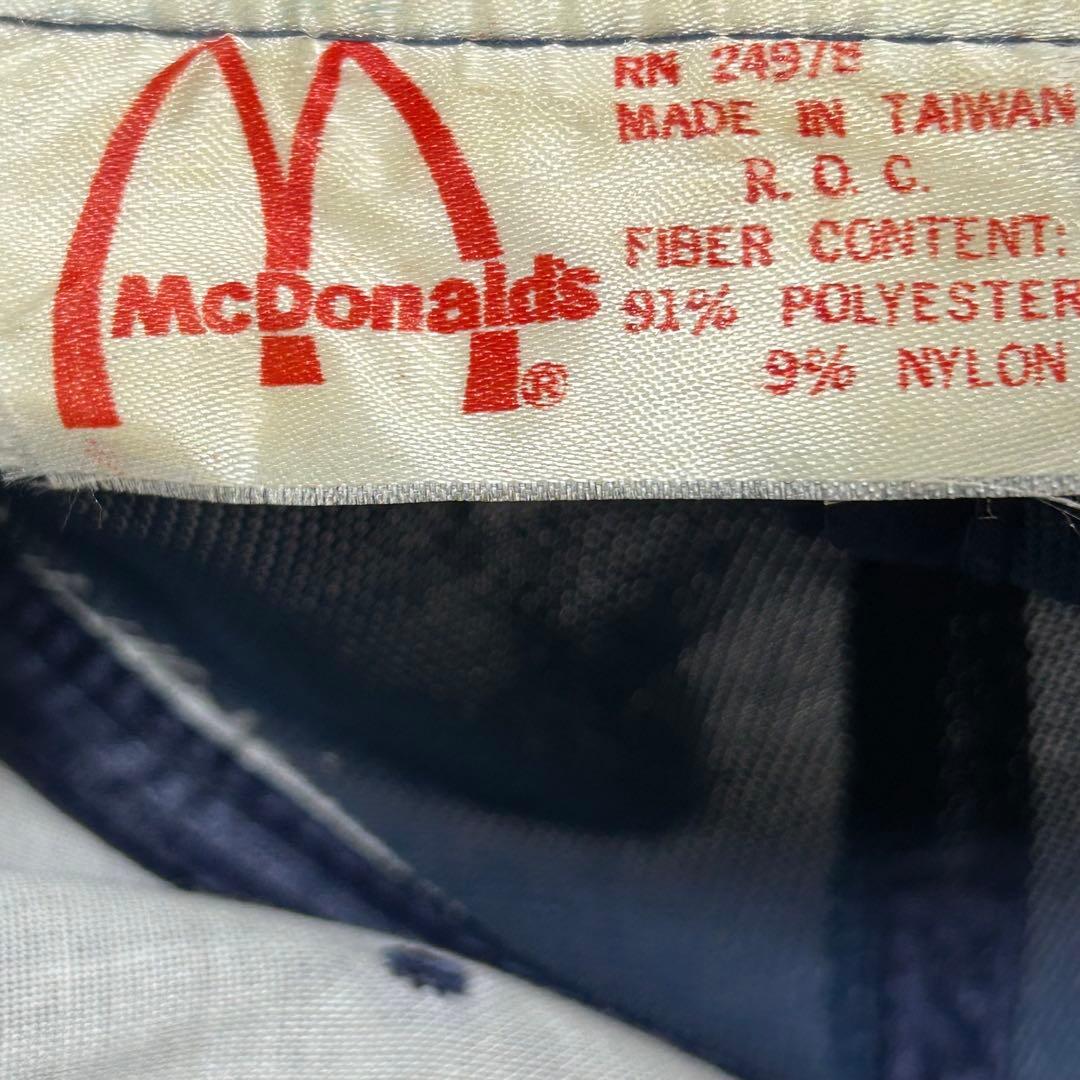 McDonald's
®
RN 24978
MADE IN TAIWAN
R. O. C.
FIBER CONTENT:
91% POLYESTER
9% NYLON